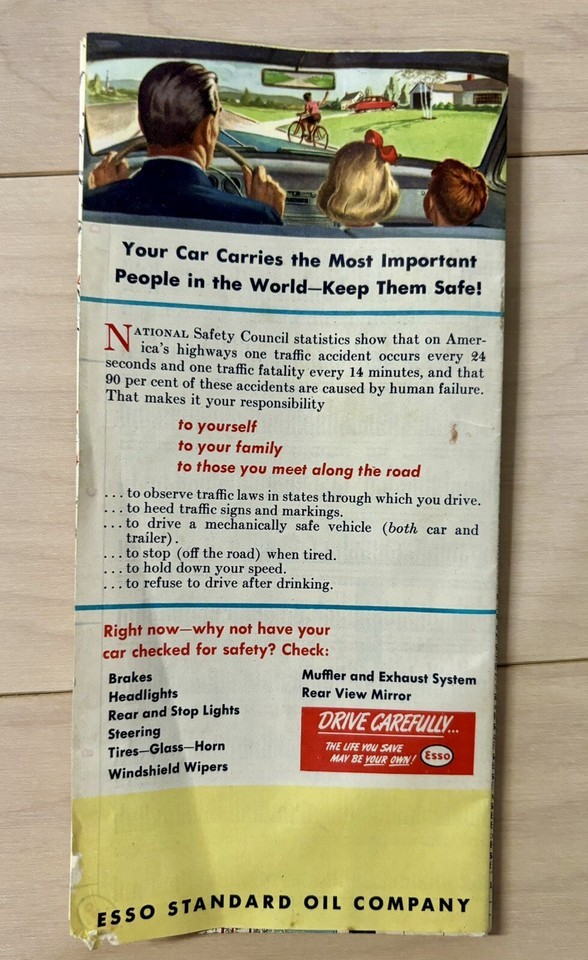 Your Car Carries the Most Important
People in the World—Keep Them Safe!
NATIONAL Safety Council statistics show that on Amer-
ica's highways one traffic accident occurs every 24
seconds and one traffic fatality every 14 minutes, and that
90 per cent of these accidents are caused by human failure.
That makes it your responsibility
to yourself
to your family
to those you meet along the road
... to observe traffic laws in states through which you drive.
... to heed traffic signs and markings.
... to drive a mechanically safe vehicle (both car and
trailer).
... to stop (off the road) when tired.
... to hold down your speed.
... to refuse to drive after drinking.
Right now—why not have your
car checked for safety? Check:
Brakes
Headlights
Rear and Stop Lights
Steering
Tires—Glass—Horn
Windshield Wipers
Muffler and Exhaust System
Rear View Mirror
DRIVE CAREFULLY...
THE LIFE YOU SAVE
MAY BE YOUR OWN!
Esso
ESSO STANDARD OIL COMPANY